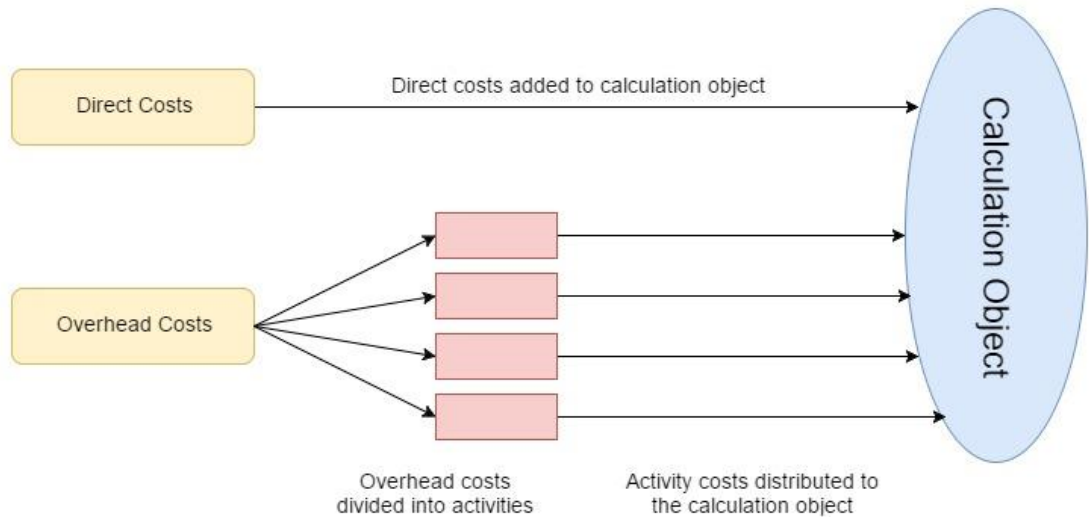 Direct Costs
Direct costs added to calculation object
Calculation Object
Overhead Costs
Overhead costs
divided into activities
Activity costs distributed to
the calculation object